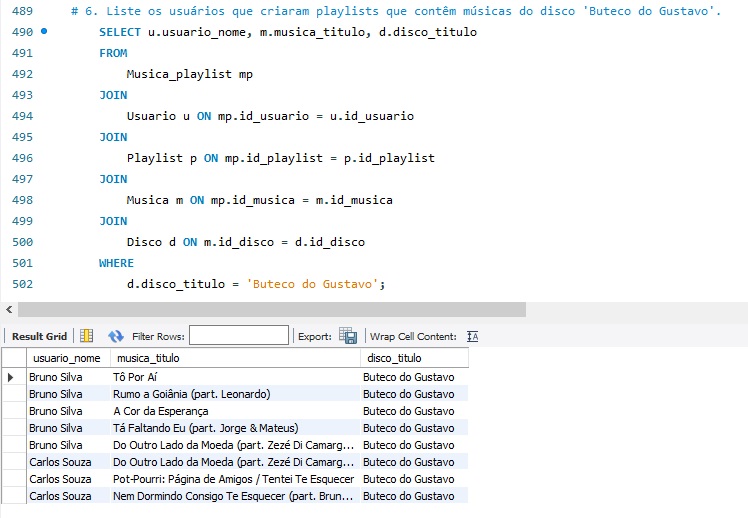 489 # 6. Liste os usuários que criaram playlists que contêm músicas do disco 'Buteco do Gustavo'.
490 SELECT u.usuario_nome, m.musica_titulo, d.disco_titulo
491 FROM
492 Musica_playlist mp
493 JOIN
494 Usuario u ON mp.id_usuario = u.id_usuario
495 JOIN
496 Playlist p ON mp.id_playlist = p.id_playlist
497 JOIN
498 Musica m ON mp.id_musica = m.id_musica
499 JOIN
500 Disco d ON m.id_disco = d.id_disco
501 WHERE
502 d.disco_titulo = 'Buteco do Gustavo';
Result Grid Filter Rows: Export: Wrap Cell Content:
usuario_nome musica_titulo disco_titulo
Bruno Silva Tô Por Aí Buteco do Gustavo
Bruno Silva Rumo a Goiânia (part. Leonardo) Buteco do Gustavo
Bruno Silva A Cor da Esperança Buteco do Gustavo
Bruno Silva Tá Faltando Eu (part. Jorge & Mateus) Buteco do Gustavo
Bruno Silva Do Outro Lado da Moeda (part. Zezé Di Camarg... Buteco do Gustavo
Carlos Souza Do Outro Lado da Moeda (part. Zezé Di Camarg... Buteco do Gustavo
Carlos Souza Pot-Pourri: Página de Amigos / Tentei Te Esquecer Buteco do Gustavo
Carlos Souza Nem Dormindo Consigo Te Esquecer (part. Brun... Buteco do Gustavo